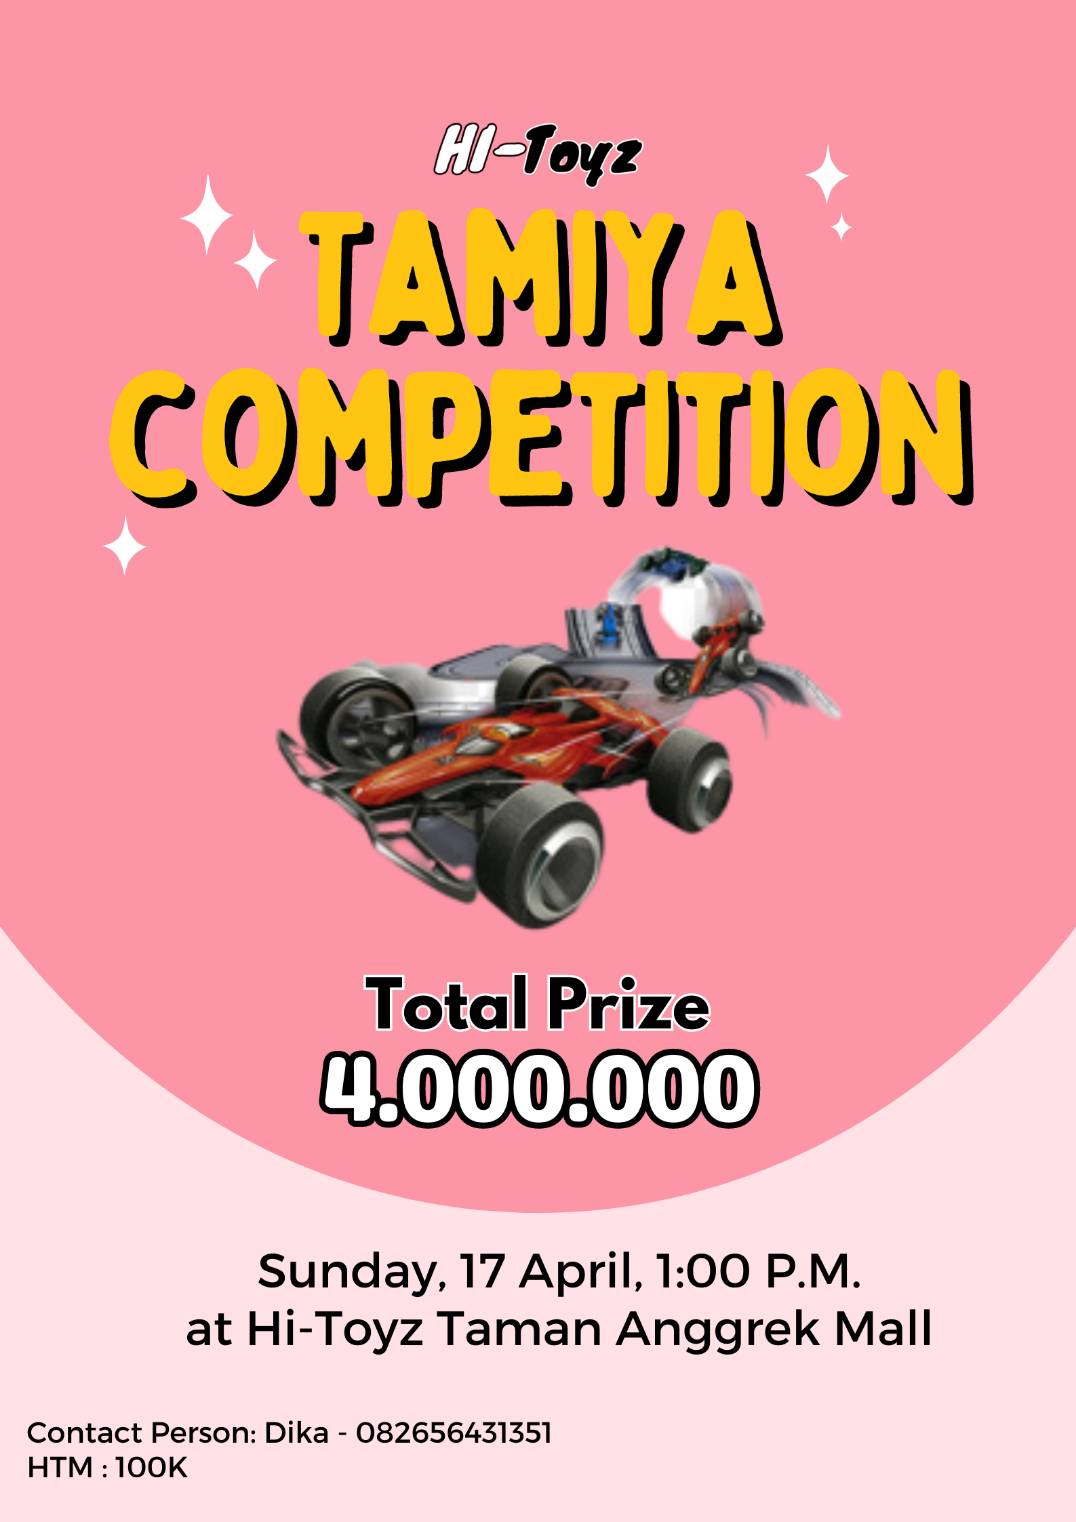 HI-Toyz
TAMIYA
COMPETITION
Total Prize
4.000.000
Sunday, 17 April, 1:00 P.M.
at Hi-Toyz Taman Anggrek Mall
Contact Person: Dika - 082656431351
HTM : 100K